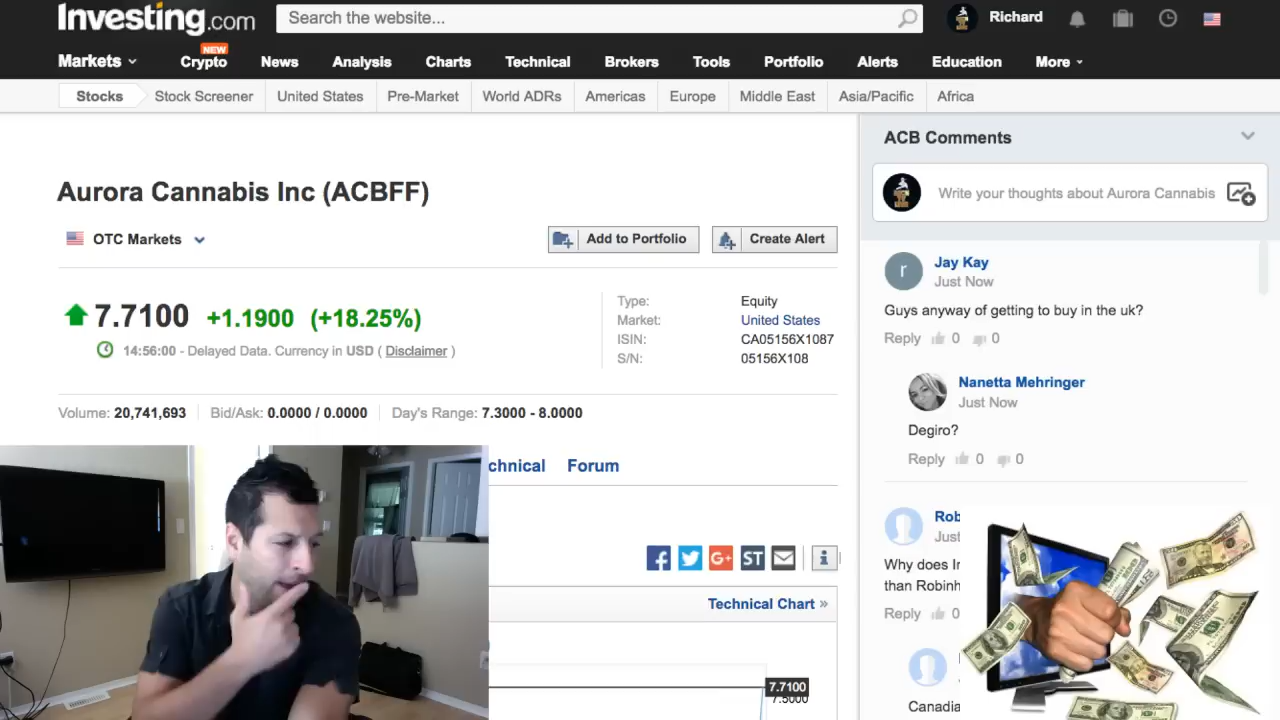 Investing.com
Search the website...
Richard
NEW
Markets Crypto News Analysis Charts Technical Brokers Tools Portfolio Alerts Education More
Stocks Stock Screener United States Pre-Market World ADRs Americas Europe Middle East Asia/Pacific Africa
Aurora Cannabis Inc (ACBFF)
OTC Markets
Add to Portfolio
Create Alert
7.7100 +1.1900 (+18.25%)
14:56:00 - Delayed Data. Currency in USD ( Disclaimer )
Type: Equity
Market: United States
ISIN: CA05156X1087
S/N: 05156X108
Volume: 20,741,693 Bid/Ask: 0.0000 / 0.0000 Day's Range: 7.3000 - 8.0000
chnical Forum
ST
Technical Chart »
7.7100
7.5000
ACB Comments
Write your thoughts about Aurora Cannabis
r
Jay Kay
Just Now
Guys anyway of getting to buy in the uk?
Reply 0 0
Nanetta Mehringer
Just Now
Degiro?
Reply 0 0
Rob
Just
Why does In
than Robinh
Reply 0
Canadia